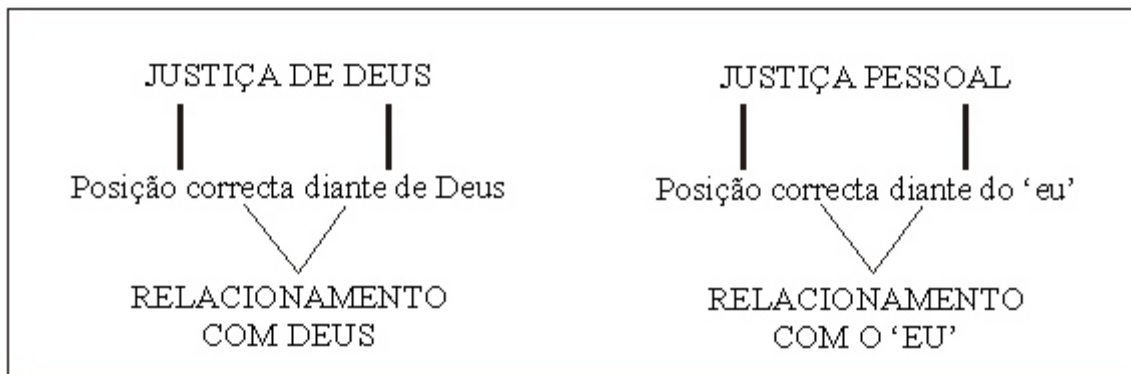 JUSTIÇA DE DEUS
Posição correcta diante de Deus
RELACIONAMENTO
COM DEUS
JUSTIÇA PESSOAL
Posição correcta diante do ‘eu’
RELACIONAMENTO
COM O ‘EU’